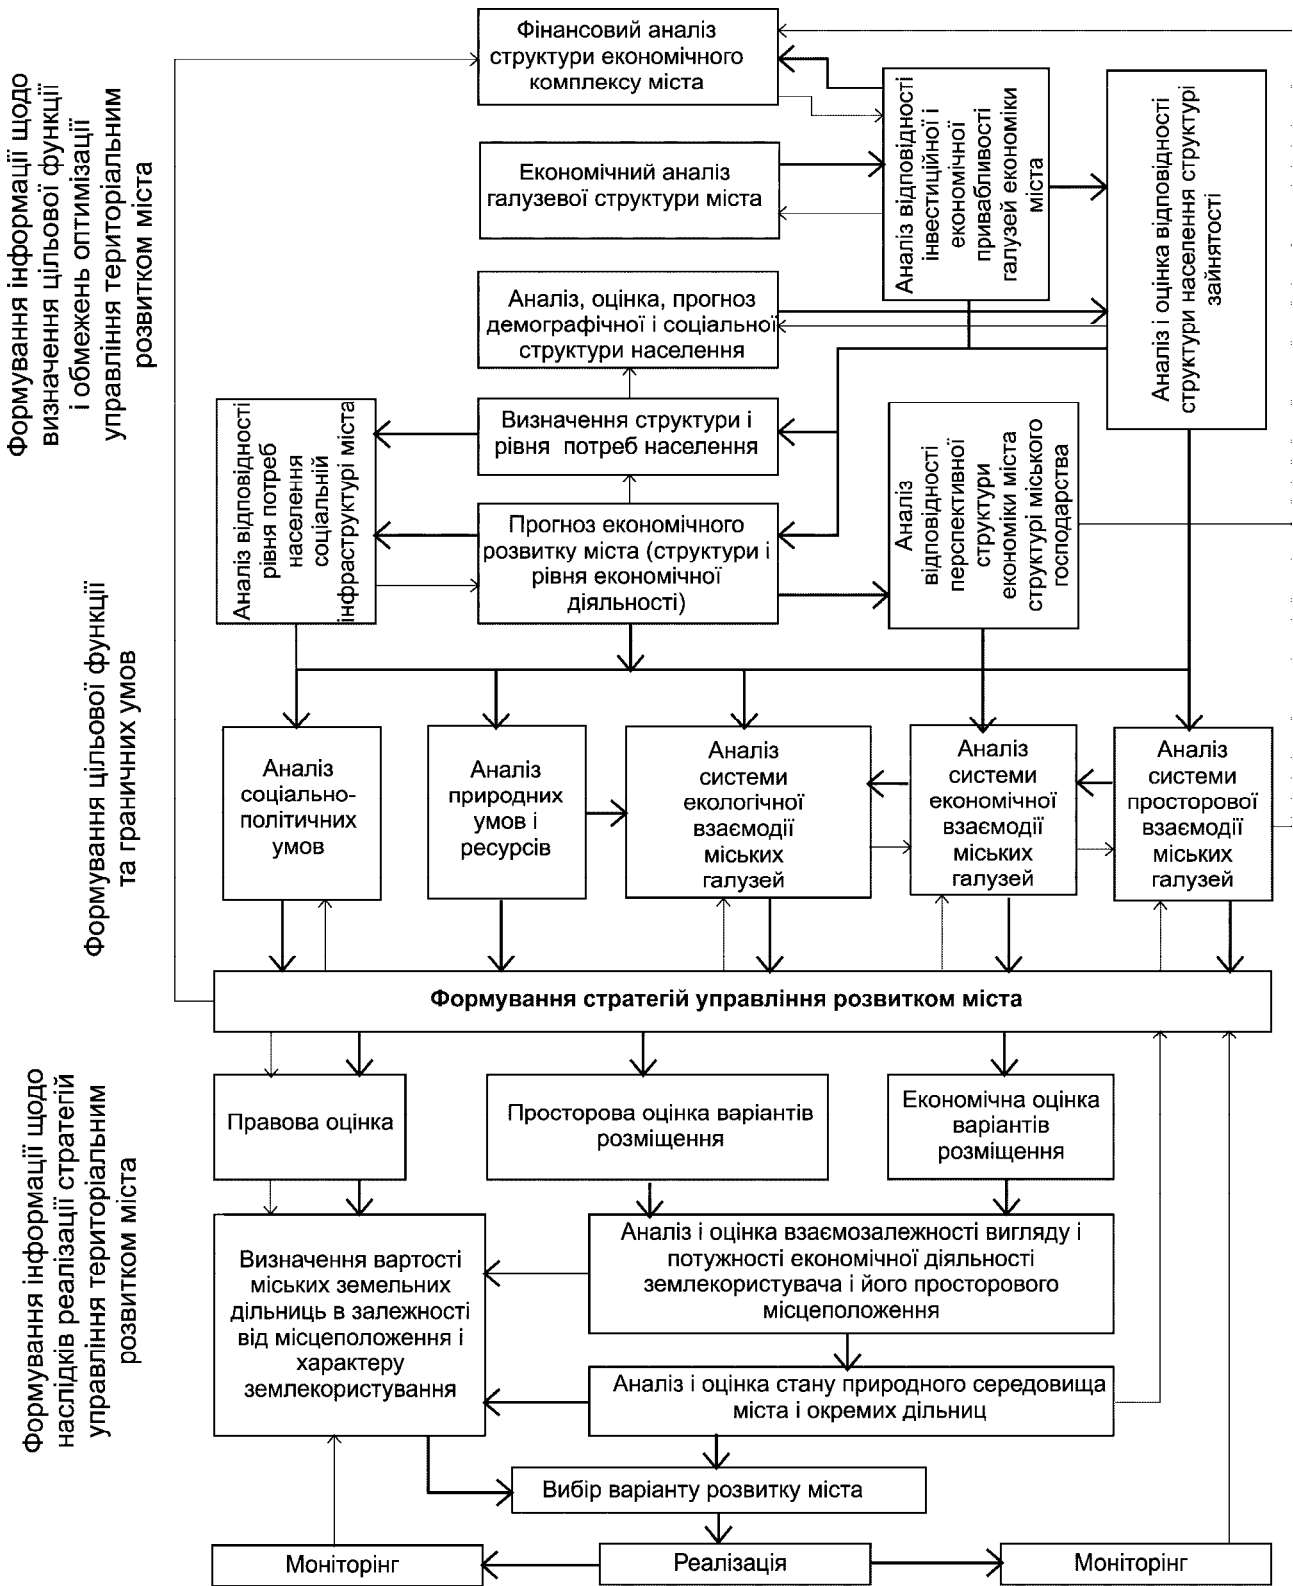 Формування інформації щодо
визначення цільової функції
і обмежень оптимізації
управління територіальним
розвитком міста
Фінансовий аналіз
структури економічного
комплексу міста
Економічний аналіз
галузевої структури міста
Аналіз відповідності
інвестиційної і
економічної
привабливості
галузей економіки
міста
Аналіз і оцінка відповідності
структури населення структурі
зайнятості
Аналіз, оцінка, прогноз
демографічної і соціальної
структури населення
Аналіз відповідності
рівня потреб
населення
соціальній
інфраструктурі міста
Визначення структури і
рівня потреб населення
Прогноз економічного
розвитку міста (структури і
рівня економічної
діяльності)
Аналіз
відповідності
перспективної
структури
економіки міста
структурі міського
господарства
Формування цільової функції
та граничних умов
Аналіз
соціально-
політичних
умов
Аналіз
природних
умов і
ресурсів
Аналіз
системи
екологічної
взаємодії
міських
галузей
Аналіз
системи
економічної
взаємодії
міських
галузей
Аналіз
системи
просторової
взаємодії
міських
галузей
Формування стратегій управління розвитком міста
Формування інформації щодо
наслідків реалізації стратегій
управління територіальним
розвитком міста
Правова оцінка
Просторова оцінка варіантів
розміщення
Економічна оцінка
варіантів
розміщення
Визначення вартості
міських земельних
дільниць в залежності
від місцеположення і
характеру
землекористування
Аналіз і оцінка взаємозалежності вигляду і
потужності економічної діяльності
землекористувача і його просторового
місцеположення
Аналіз і оцінка стану природного середовища
міста і окремих дільниц
Вибір варіанту розвитку міста
Моніторінг
Реалізація
Моніторінг